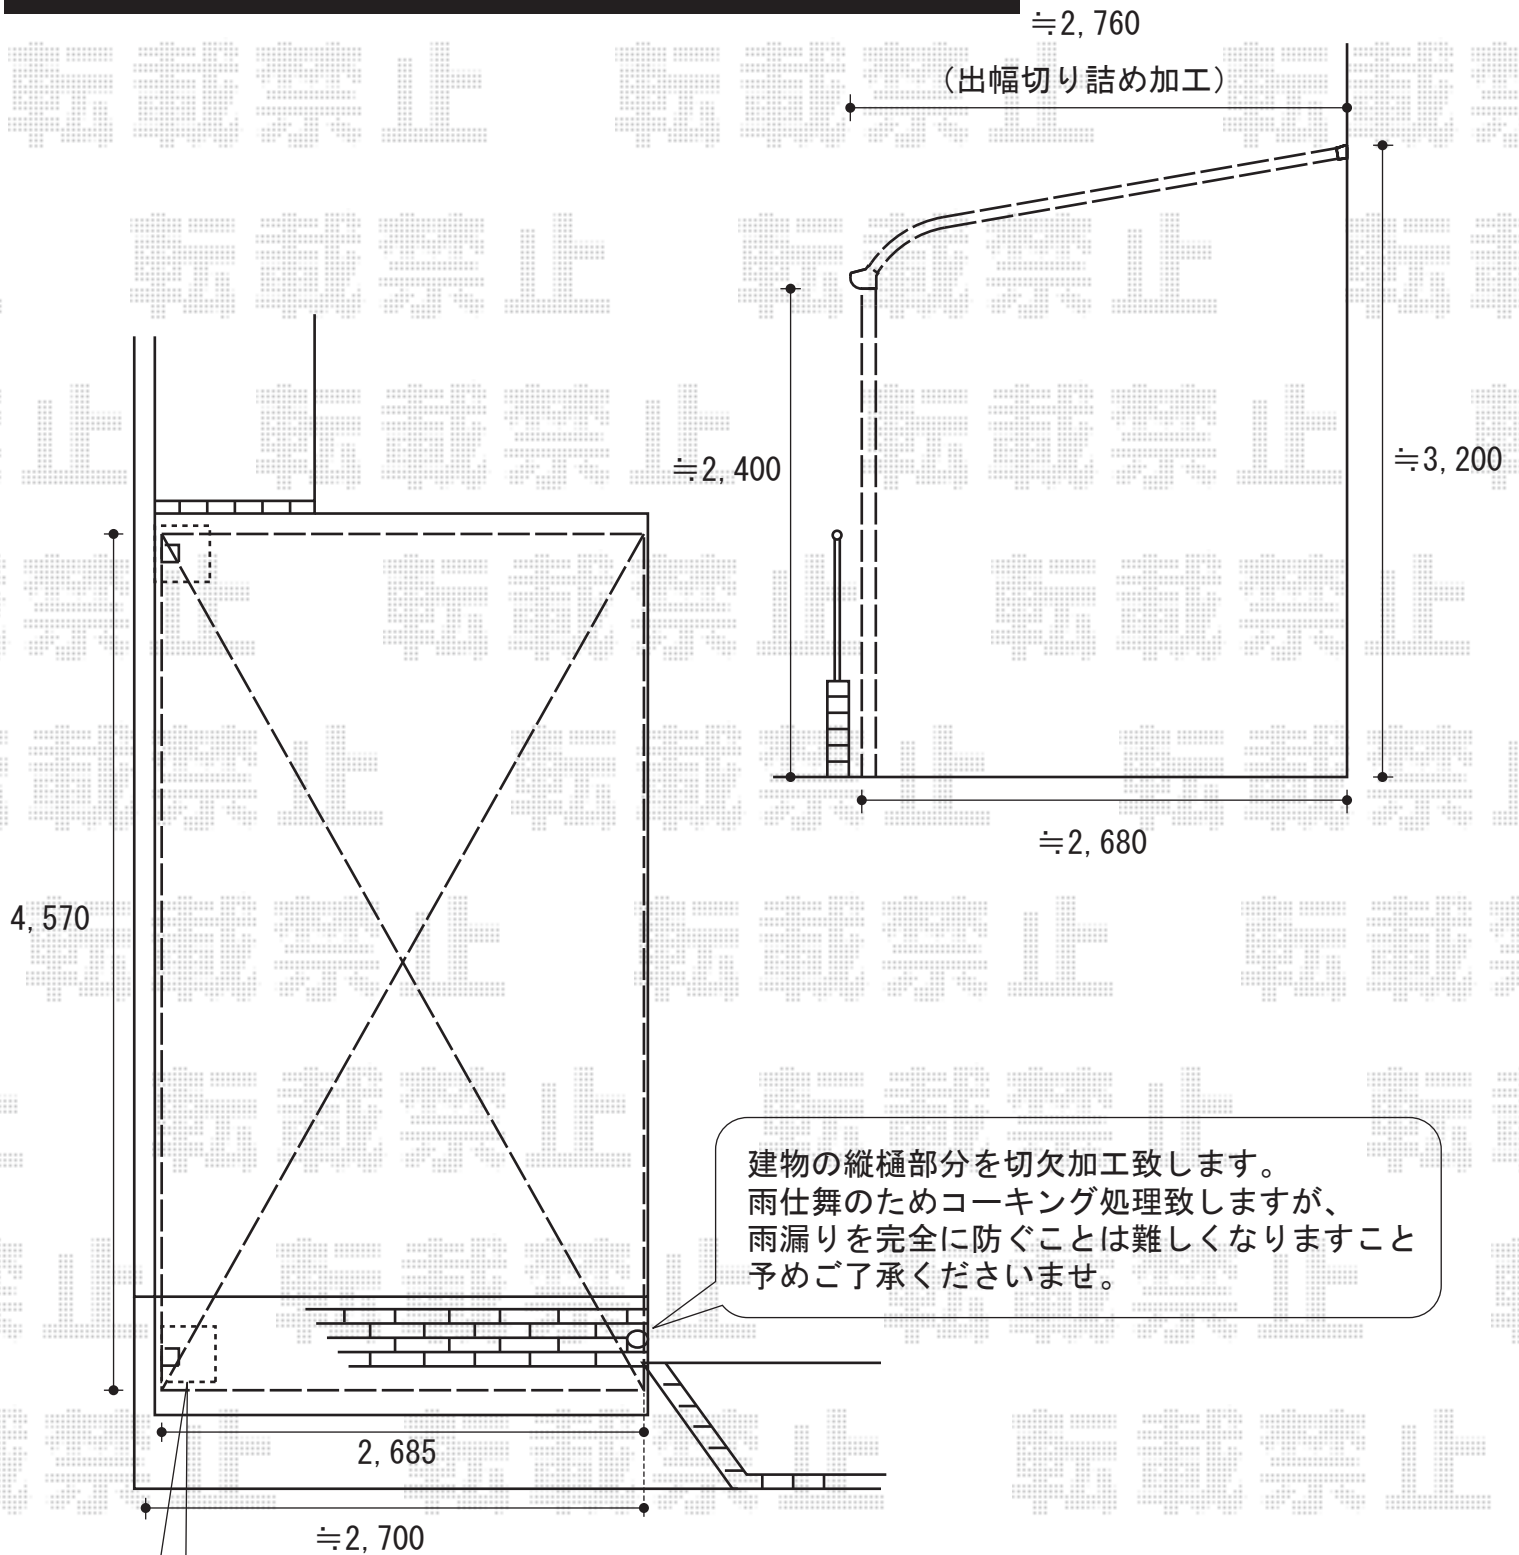 ≒2,760
（出幅切り詰め加工）
≒2,400
≒3,200
≒2,680
4,570
建物の縦樋部分を切欠加工致します。
雨仕舞のためコーキング処理致しますが、
雨漏りを完全に防ぐことは難しくなりますこと
予めご了承くださいませ。
2,685
≒2,700
転載禁止